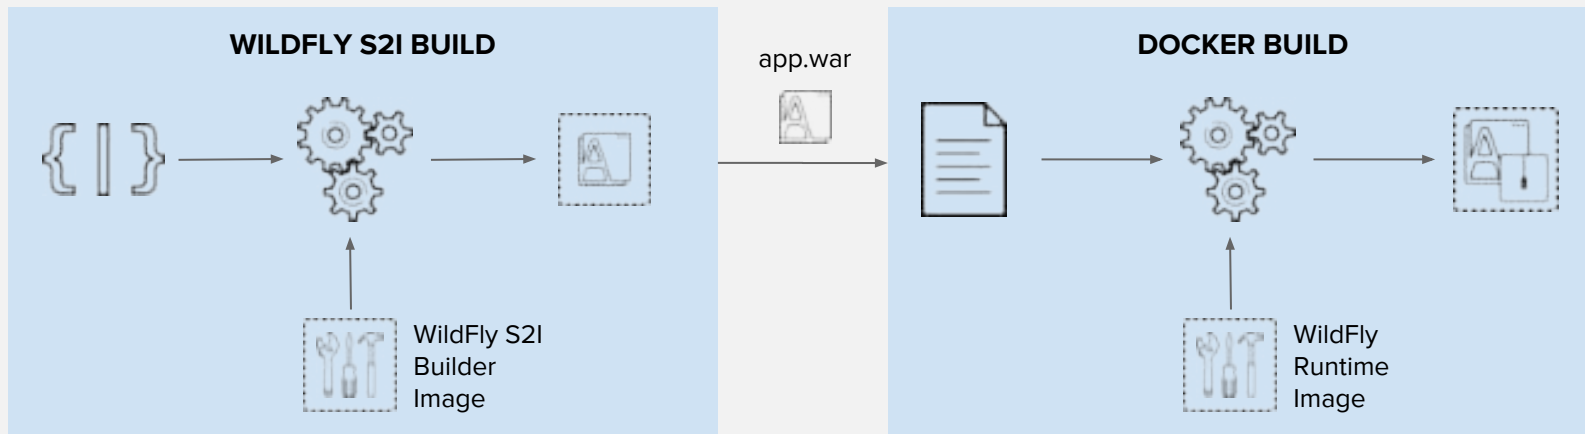 WILDFLY S2I BUILD
app.war
DOCKER BUILD
WildFly S2I
Builder
Image
WildFly
Runtime
Image